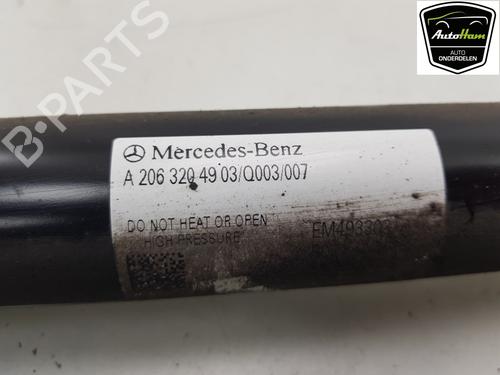 AutoHam
AUTO
ONDERDELEN
B-PARTS
Mercedes-Benz
A 206 320 49 03/Q003/007
DO NOT HEAT OR OPEN
HIGH PRESSURE